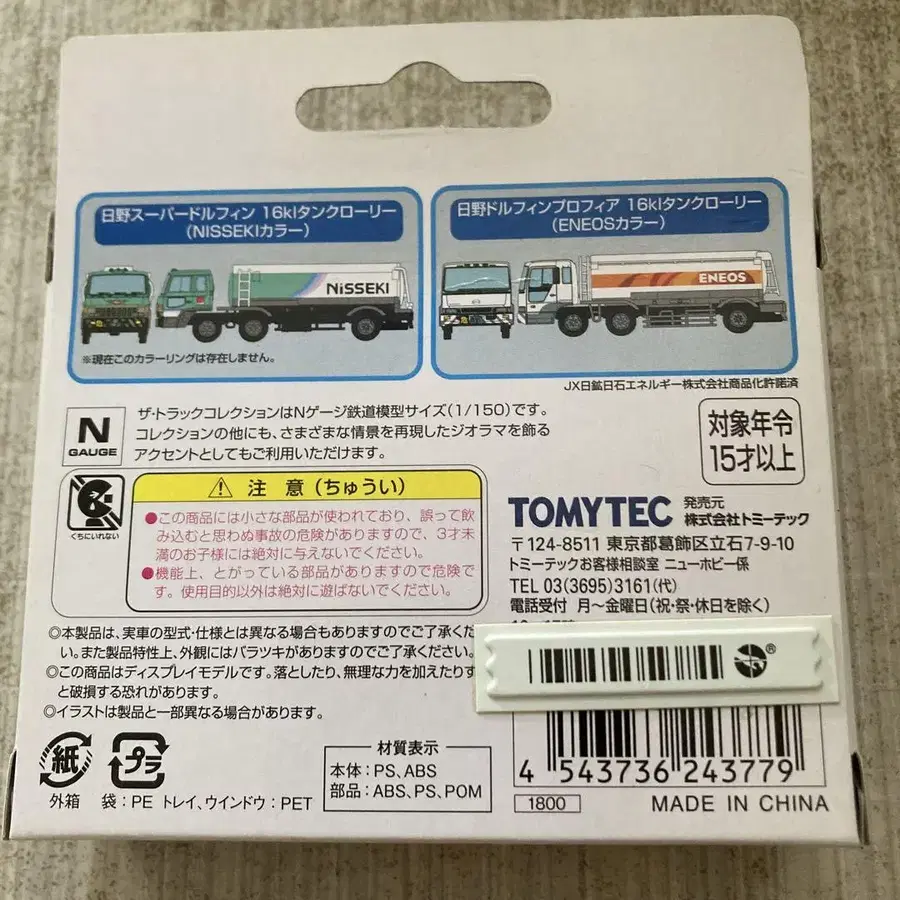 日野スーパードルフィン 16klタンクローリー
(NISSEKIカラー)
NISSEKI
※現在このカラーリングは存在しません。
日野ドルフィンプロフィア 16klタンクローリー
(ENEOSカラー)
ENEOS
JX日鉱日石エネルギー株式会社商品化許諾済
N
GAUGE
ザ・トラックコレクションはNゲージ鉄道模型サイズ(1/150)です。
コレクションの他にも、さまざまな情景を再現したジオラマを飾る
アクセントとしてもご利用いただけます。
対象年令
15才以上
くちにいれない
注 意(ちゅうい)
●この商品には小さな部品が使われており、誤って飲
み込むと思わぬ事故の危険がありますので、3才未
満のお子様には絶対に与えないでください。
●機能上、とがっている部品がありますので危険で
す。使用目的以外は絶対に遊ばないでください。
TOMYTEC 発売元
株式会社トミーテック
〒124-8511 東京都葛飾区立石7-9-10
トミーテックお客様相談室 ニューホビー係
TEL 03(3695)3161(代)
電話受付 月～金曜日(祝・祭・休日を除く)
◎本製品は、実車の型式・仕様とは異なる場合もありますのでご了承くだ
い。また製品特性上、外観にはバラツキがありますのでご了承ください。
◎この商品はディスプレイモデルです。落としたり、無理な力を加えたりす
と破損する恐れがあります。
◎イラストは製品と一部異なる場合があります。
紙
外箱
プラ
袋：PE トレイ、ウインドウ：PET
材質表示
本体：PS、ABS
部品：ABS、PS、POM
®
4 543736 243779
1800
MADE IN CHINA